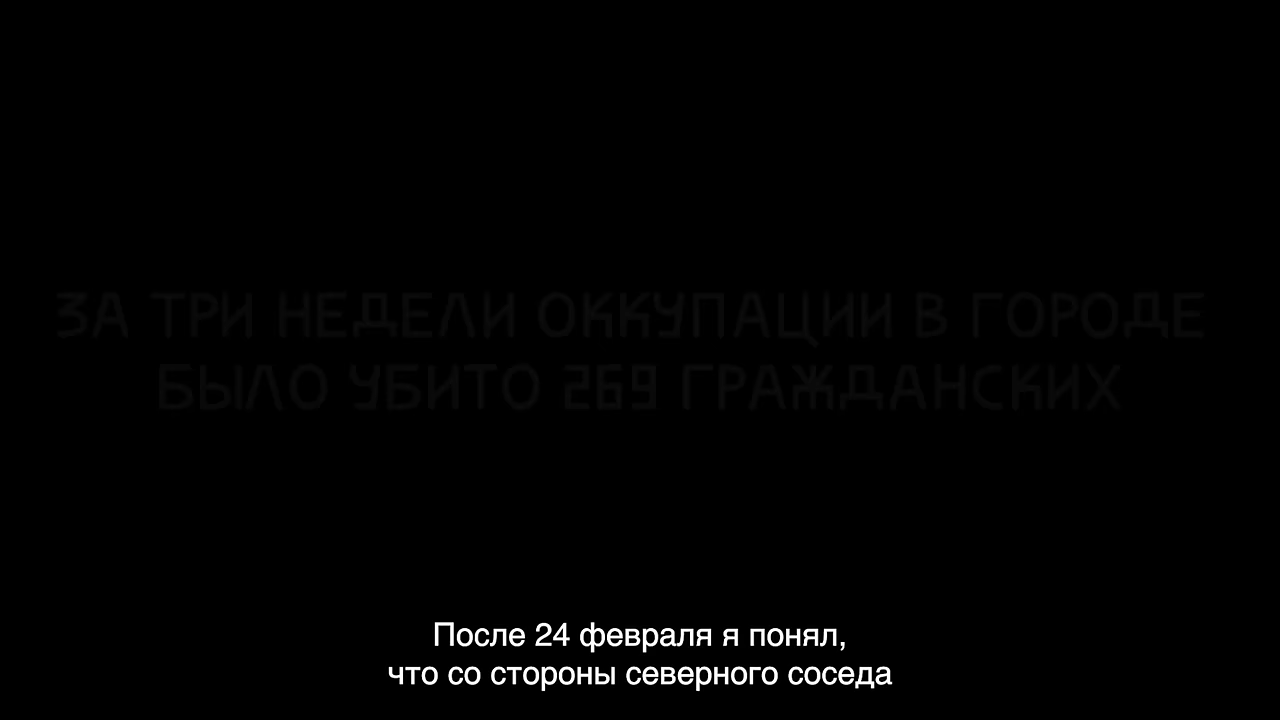 ЗА ТРИ НЕДЕЛИ ОККУПАЦИИ В ГОРОДЕ
БЫЛО УБИТО 269 ГРАЖДАНСКИХ
После 24 февраля я понял,
что со стороны северного соседа